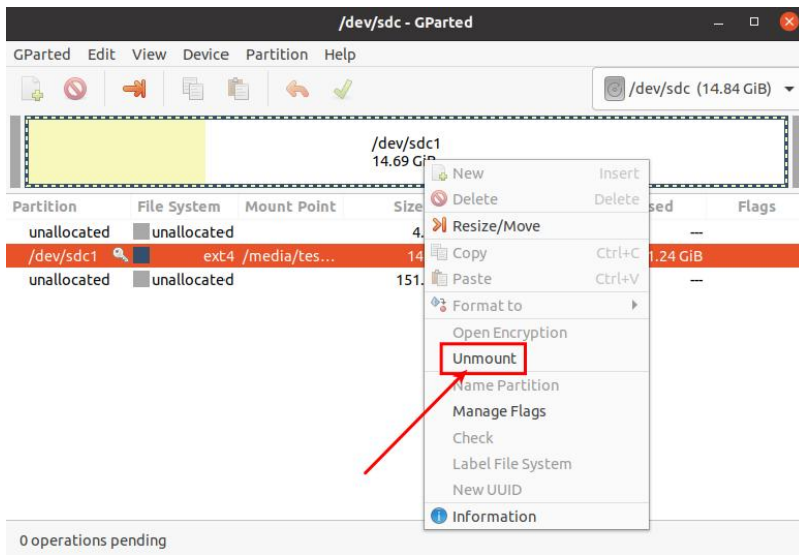 /dev/sdc - GParted
GParted Edit View Device Partition Help
/dev/sdc (14.84 GiB)
/dev/sdc1
14.69 GiB
Partition File System Mount Point Size sed Flags
unallocated unallocated 4. ---
/dev/sdc1 ext4 /media/tes... 14 1.24 GiB
unallocated unallocated 151. ---
New Insert
Delete Delete
Resize/Move
Copy Ctrl+C
Paste Ctrl+V
Format to
Open Encryption
Unmount
Name Partition
Manage Flags
Check
Label File System
New UUID
Information
0 operations pending